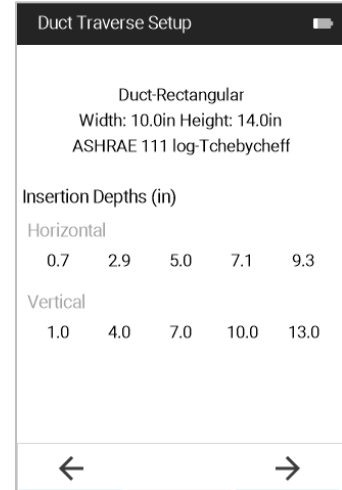 Duct Traverse Setup
Duct-Rectangular
Width: 10.0in Height: 14.0in
ASHRAE 111 log-Tchebycheff
Insertion Depths (in)
Horizontal
0.7 2.9 5.0 7.1 9.3
Vertical
1.0 4.0 7.0 10.0 13.0